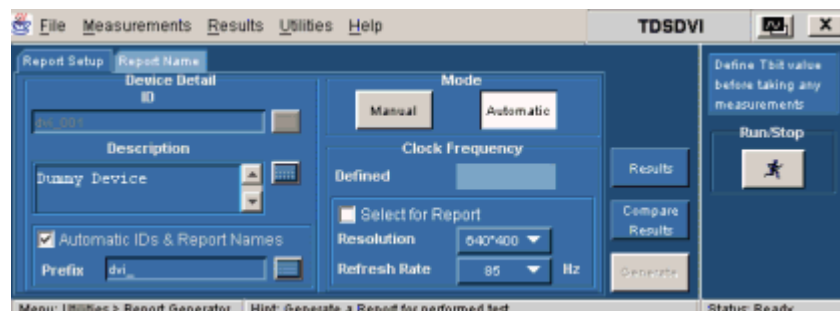 File Measurements Results Utilities Help TDSDVI X
Report Setup Report Name
Device Detail
ID
dvi_001
Description
Dummy Device
Automatic IDs & Report Names
Prefix dvi_
Mode
Manual Automatic
Clock Frequency
Defined
Select for Report
Resolution 640*400
Refresh Rate 85 Hz
Results
Compare
Results
Generate
Define Tbit value
before taking any
measurements
Run/Stop
Menu: Utilities > Report Generator Hint: Generate a Report for performed test Status: Ready